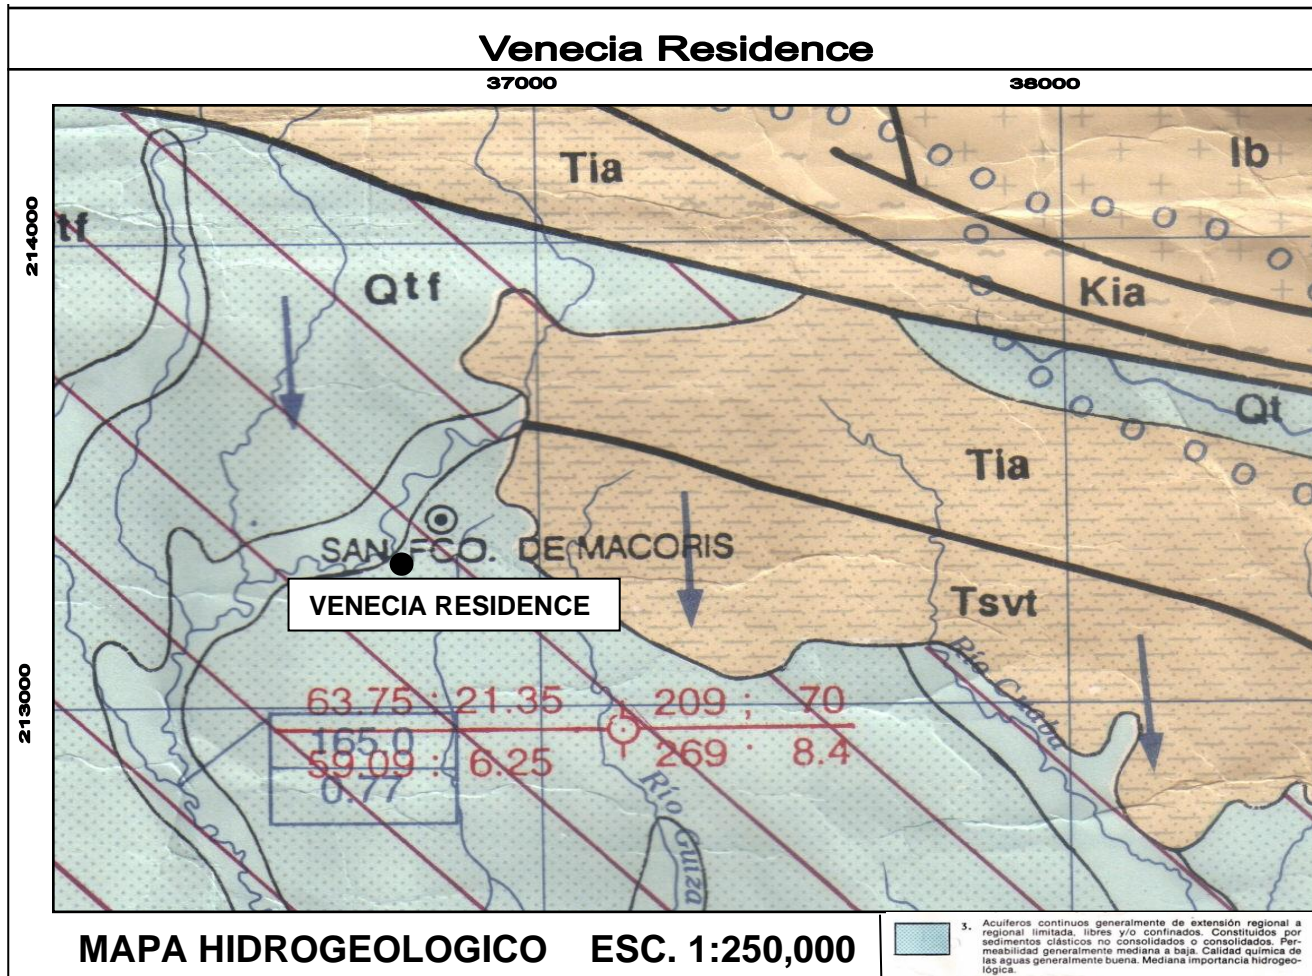 Venecia Residence
37000 38000
Tia
Ib
tf
214000
Qtf
Kia
Qt
Tia
SAN FCO. DE MACORIS
VENECIA RESIDENCE
Tsvt
Río Cuaba
213000
63.75 : 21.35 209 ; 70
165.0
59.09 : 6.25 269 : 8.4
0.77
Río Guiza
MAPA HIDROGEOLOGICO ESC. 1:250,000
3. Acuíferos continuos generalmente de extensión regional a
regional limitada, libres y/o confinados. Constituidos por
sedimentos clásticos no consolidados o consolidados. Per-
meabilidad generalmente mediana a baja. Calidad química de
las aguas generalmente buena. Mediana importancia hidrogeo-
lógica.